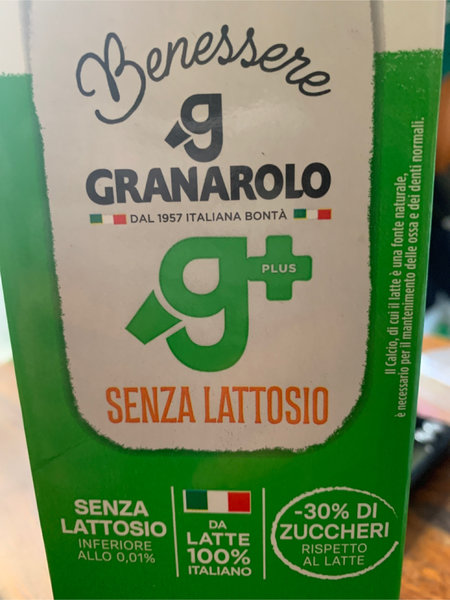 Benessere
g
GRANAROLO
DAL 1957 ITALIANA BONTÀ
g
PLUS
SENZA LATTOSIO
Il Calcio, di cui il latte è una fonte naturale,
è necessario per il mantenimento delle ossa e dei denti normali.
SENZA
LATTOSIO
INFERIORE
ALLO 0,01%
DA
LATTE
100%
ITALIANO
-30% DI
ZUCCHERI
RISPETTO
AL LATTE